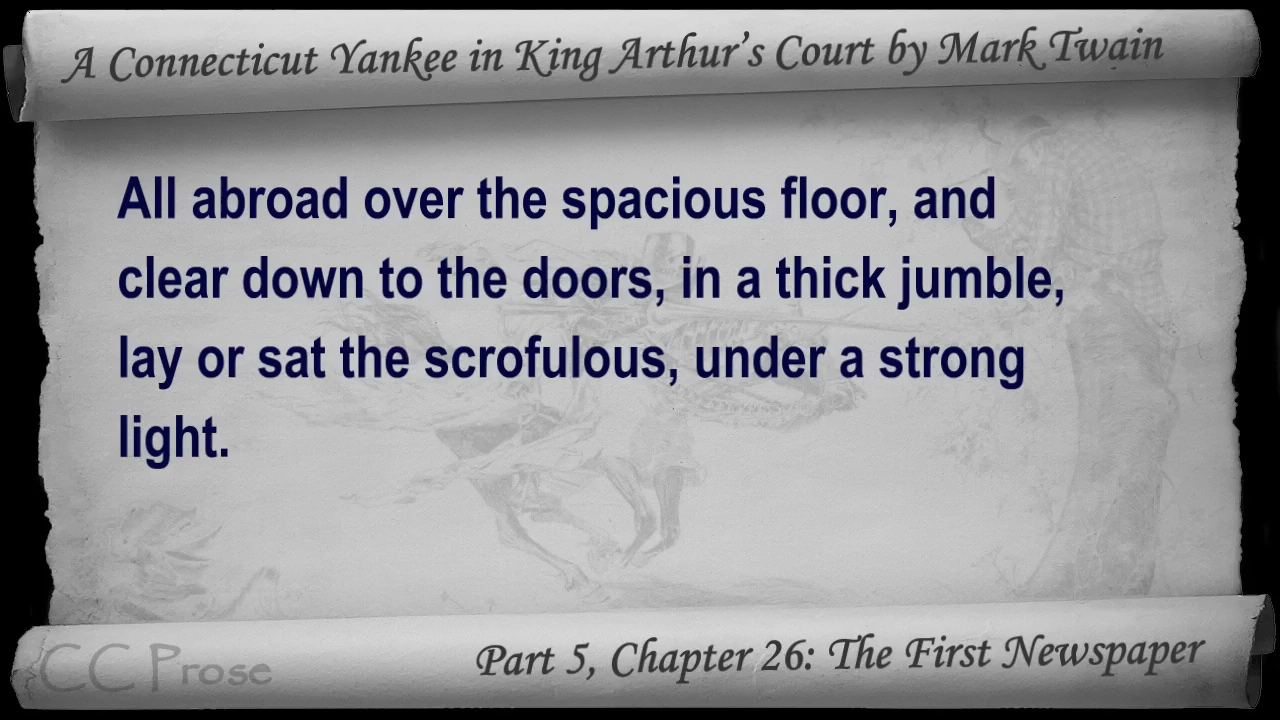 A Connecticut Yankee in King Arthur's Court by Mark Twain
All abroad over the spacious floor, and
clear down to the doors, in a thick jumble,
lay or sat the scrofulous, under a strong
light.
CC Prose
Part 5, Chapter 26: The First Newspaper